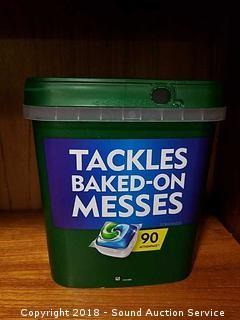 TACKLES
BAKED-ON
MESSES
90
Copyright 2018 - Sound Auction Service